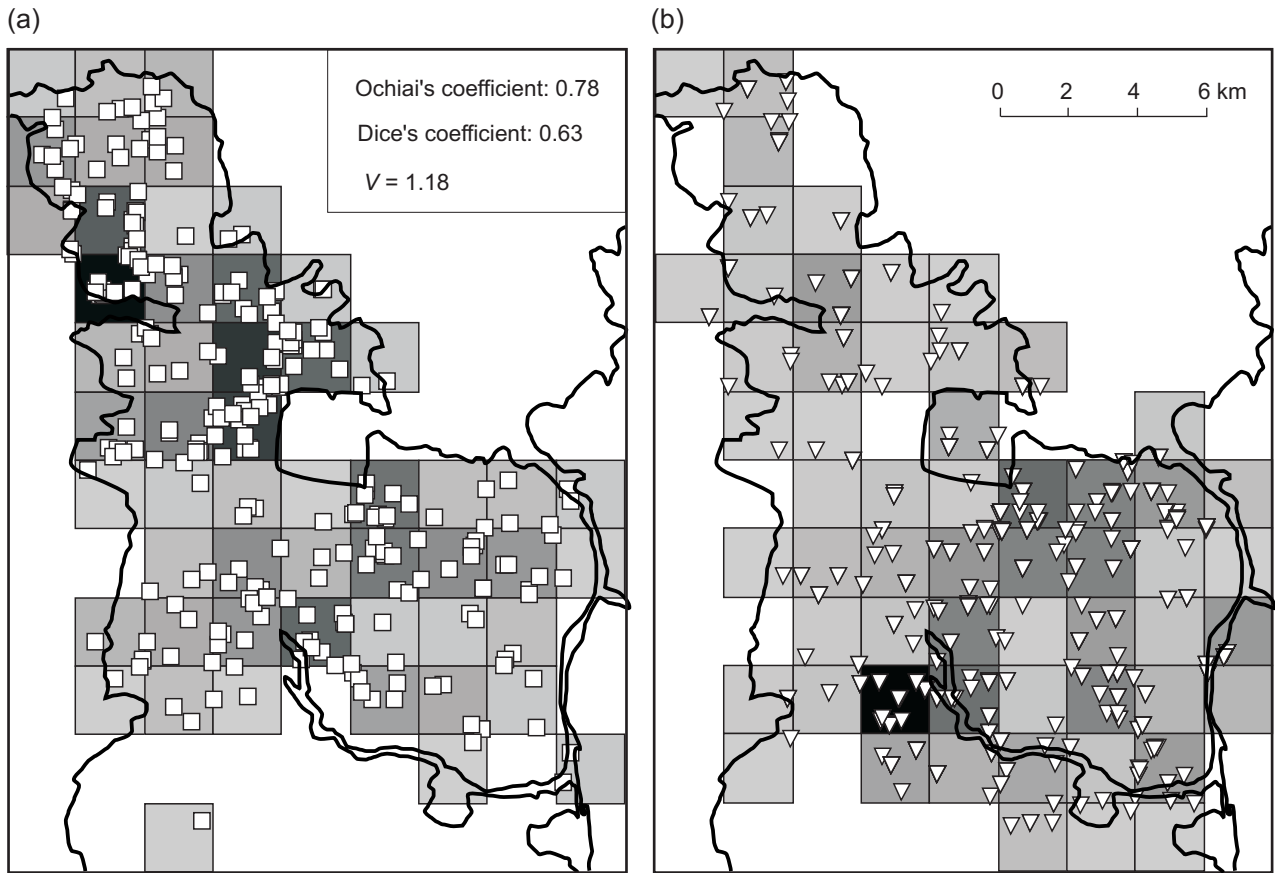 (a)
Ochiai's coefficient: 0.78
Dice's coefficient: 0.63
V = 1.18
(b)
0 2 4 6 km